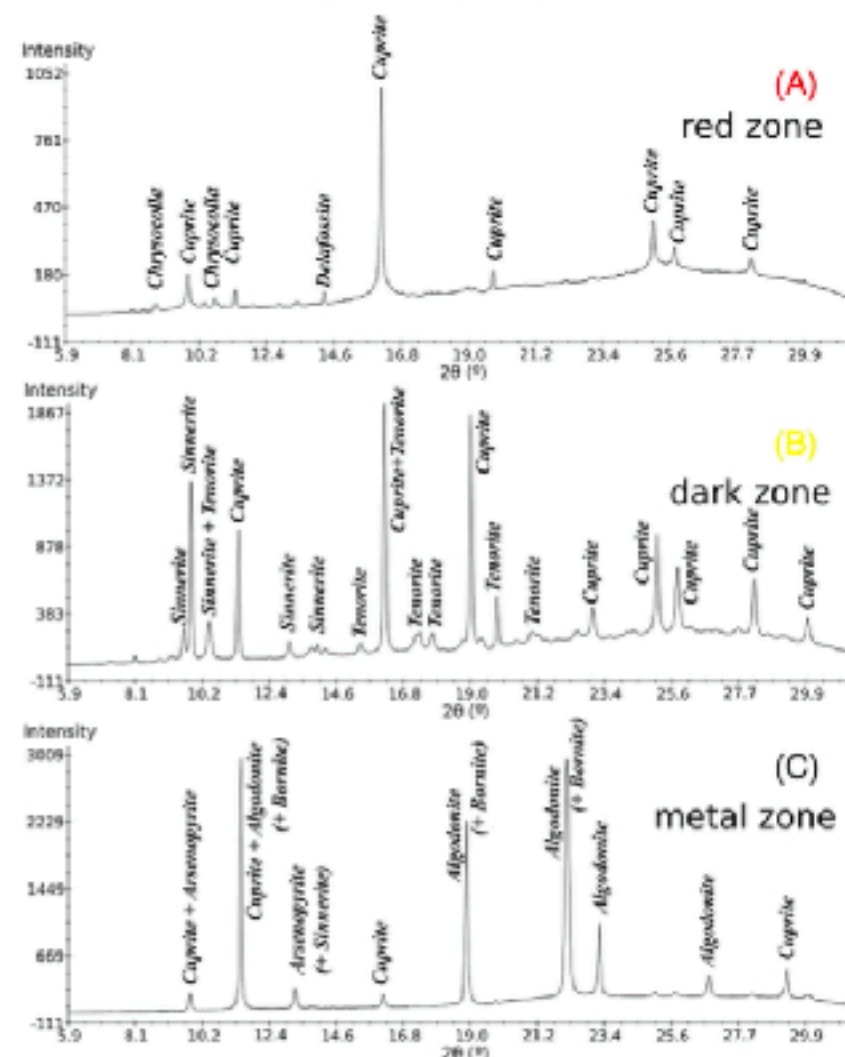 Intensity
1052
761
470
180
-111
Chrysocolla
Cuprite
Chrysocolla
Cuprite
Delafossite
Cuprite
Cuprite
Cuprite
Cuprite
Cuprite
(A)
red zone
5.9 8.1 10.2 12.4 14.6 16.8 19.0 21.2 23.4 25.6 27.7 29.9
2θ (º)
Intensity
1867
1372
878
383
-111
Sinnerite
Sinnerite
Sinnerite + Tenorite
Cuprite
Sinnerite
Sinnerite
Tenorite
Cuprite+Tenorite
Tenorite
Tenorite
Cuprite
Tenorite
Tenorite
Cuprite
Cuprite
Cuprite
Cuprite
Cuprite
(B)
dark zone
5.9 8.1 10.2 12.4 14.6 16.8 19.0 21.2 23.4 25.6 27.7 29.9
2θ (º)
Intensity
3009
2229
1449
669
-111
Cuprite + Arsenopyrite
Cuprite + Algodonite
(+ Bornite)
Arsenopyrite
(+ Sinnerite)
Cuprite
Algodonite
(+ Bornite)
Algodonite
(+ Bornite)
Algodonite
Algodonite
Cuprite
(C)
metal zone
5.9 8.1 10.2 12.4 14.6 16.8 19.0 21.2 23.4 25.6 27.7 29.9
2θ (º)